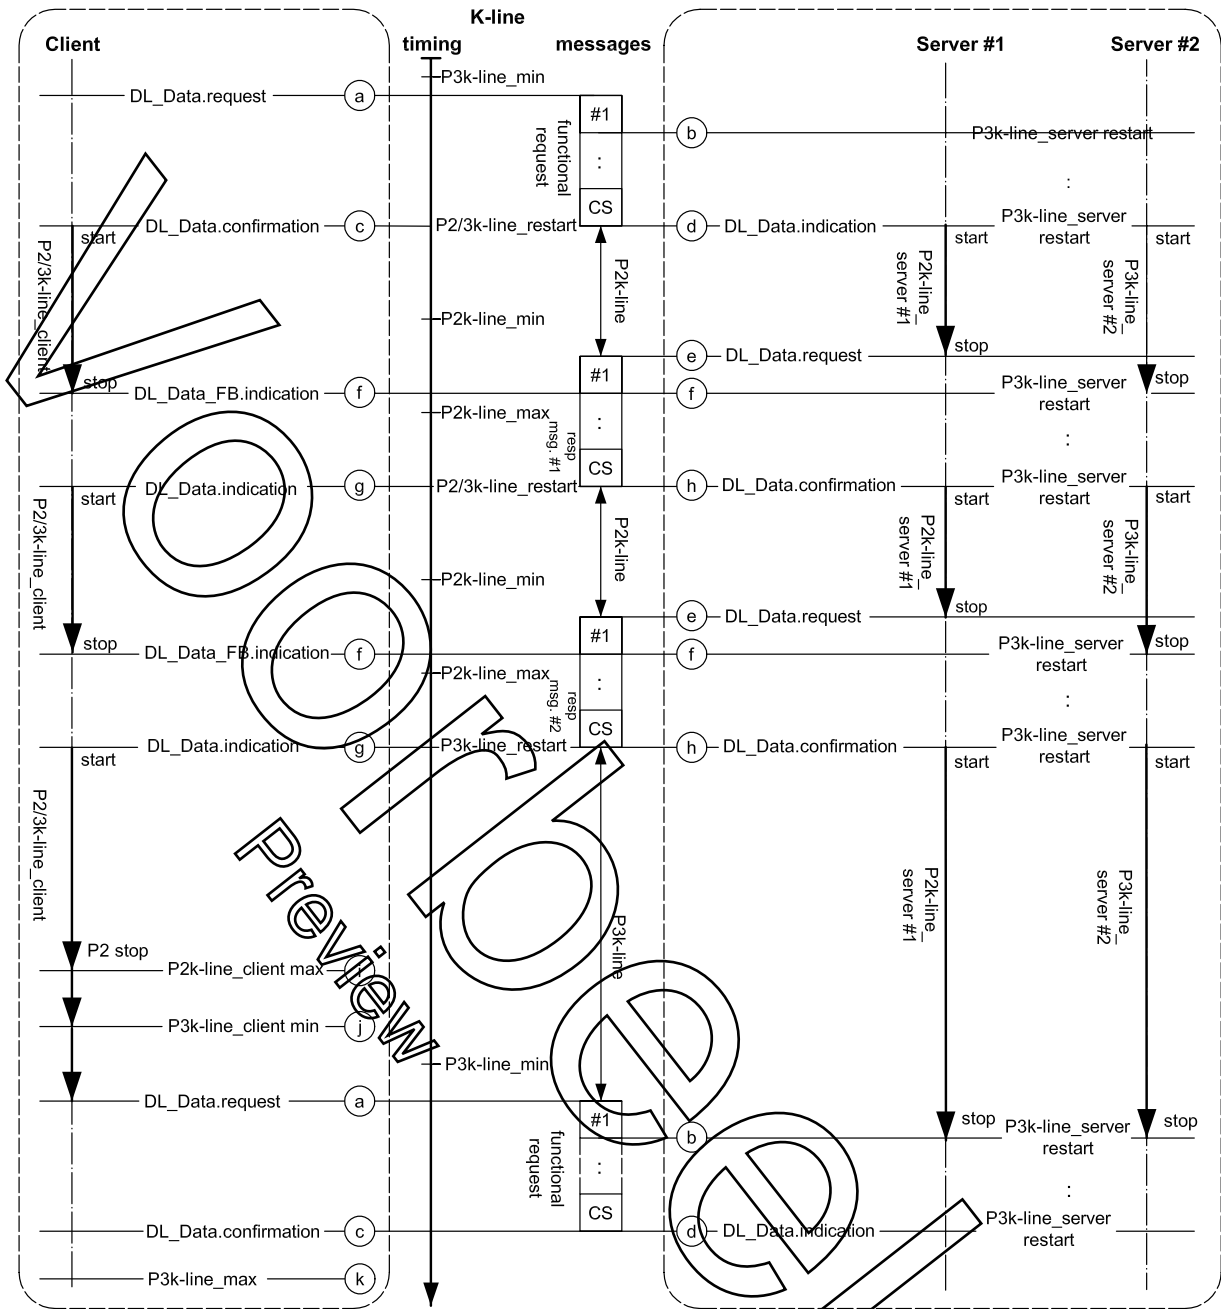 K-line
Client
timing
messages
Server #1
Server #2
P3k-line_min
DL_Data.request
a
#1
functional
request
b
P3k-line_server restart
:
:
CS
DL_Data.confirmation
c
P2/3k-line_restart
d
DL_Data.indication
P3k-line_server
restart
start
start
start
P2/3k-line_client
P2k-line
P2k-line_
server #1
P3k-line_
server #2
P2k-line_min
e
DL_Data.request
stop
#1
stop
DL_Data_FB.indication
f
f
P3k-line_server
restart
stop
P2k-line_max
:
resp
msg. #1
:
CS
DL_Data.indication
g
P2/3k-line_restart
h
DL_Data.confirmation
P3k-line_server
restart
start
start
start
P2/3k-line_client
P2k-line
P2k-line_
server #1
P3k-line_
server #2
P2k-line_min
e
DL_Data.request
stop
#1
stop
DL_Data_FB.indication
f
f
P3k-line_server
restart
stop
P2k-line_max
:
resp
msg. #2
:
CS
DL_Data.indication
g
P3k-line_restart
h
DL_Data.confirmation
P3k-line_server
restart
start
start
start
P2/3k-line_client
P3k-line
P2k-line_
server #1
P3k-line_
server #2
P2 stop
P2k-line_client max
i
P3k-line_client min
j
P3k-line_min
DL_Data.request
a
#1
functional
request
b
stop
P3k-line_server
restart
stop
:
:
CS
DL_Data.confirmation
c
d
DL_Data.indication
P3k-line_server
restart
P3k-line_max
k
Voorbeeld
Preview